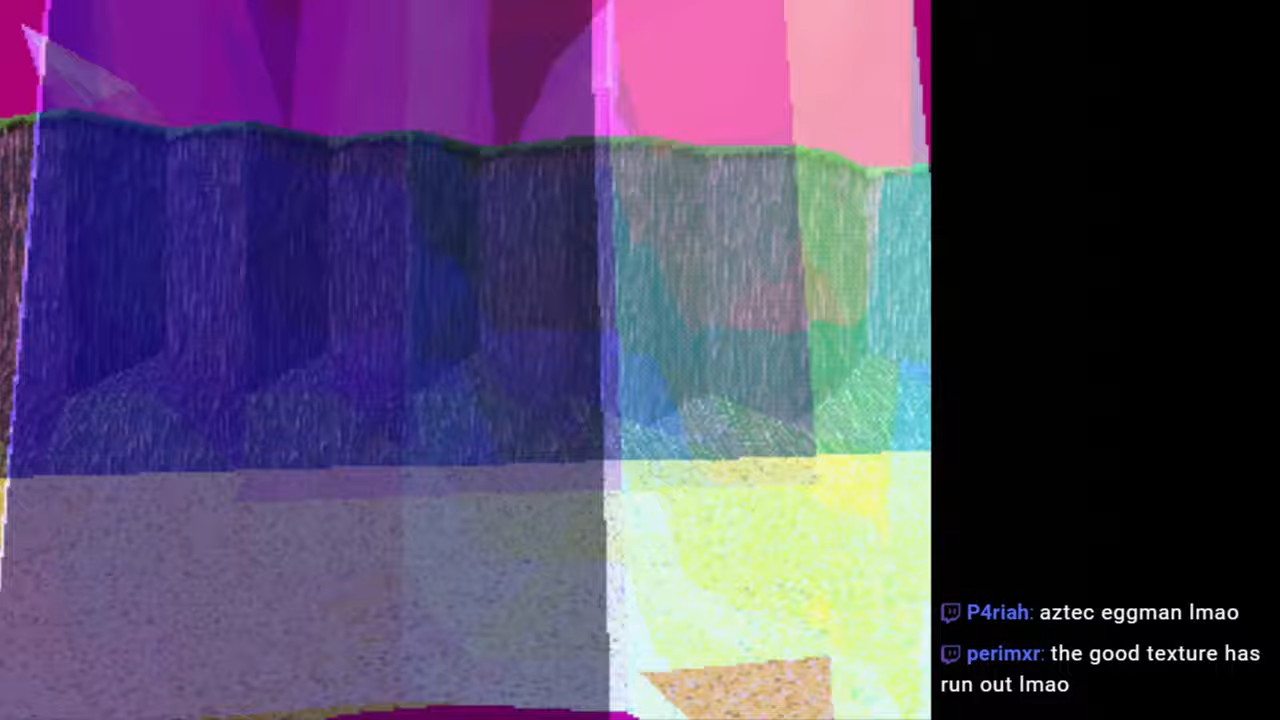 P4riah: aztec eggman lmao
perimxr: the good texture has
run out lmao